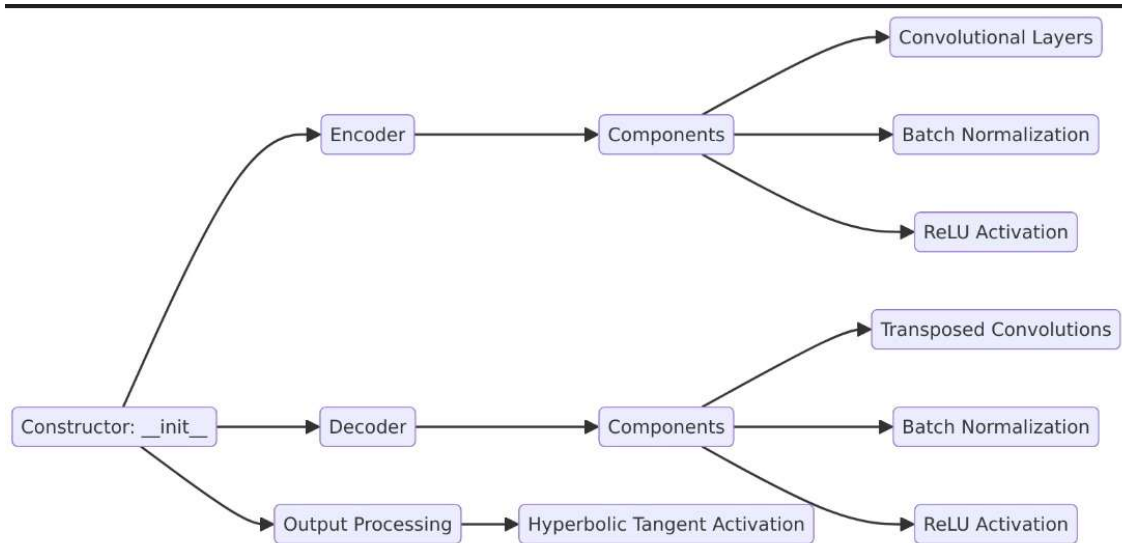 Convolutional Layers
Encoder
Components
Batch Normalization
ReLU Activation
Transposed Convolutions
Constructor: __init__
Decoder
Components
Batch Normalization
Output Processing
Hyperbolic Tangent Activation
ReLU Activation